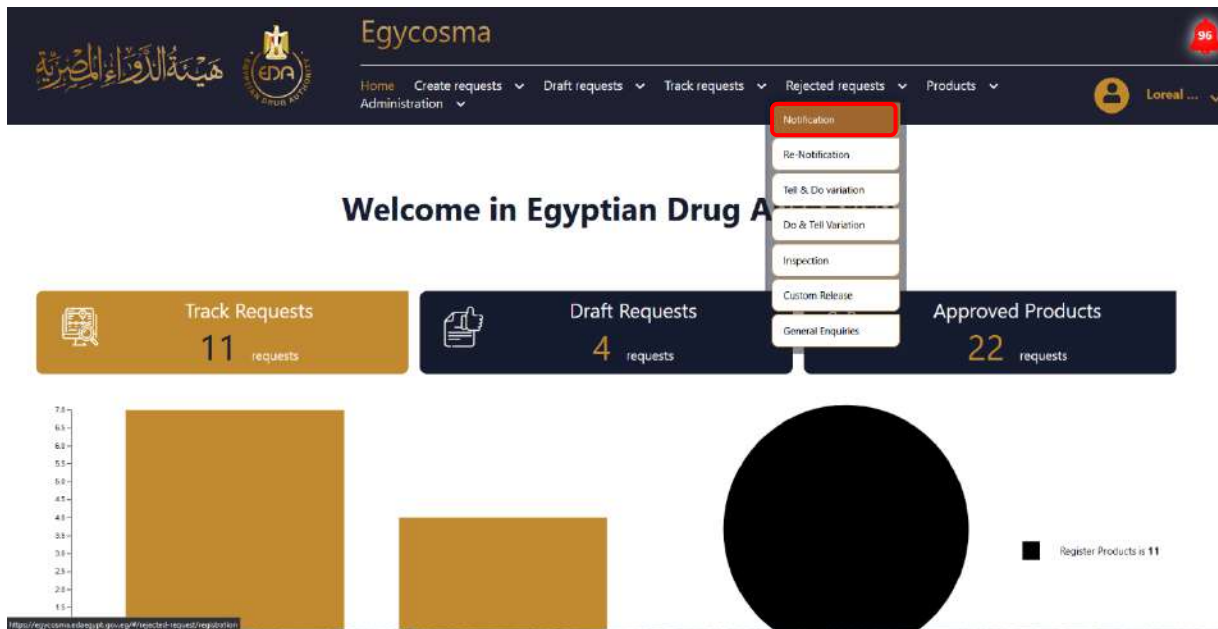 Egycosma
96
هيئة الدواء المصرية
EDA
EGYPTIAN DRUG AUTHORITY
Home Create requests Draft requests Track requests Rejected requests Products
Administration
Loreal ...
Notification
Re-Notification
Tell & Do variation
Do & Tell Variation
Inspection
Custom Release
General Enquiries
Welcome in Egyptian Drug A
Track Requests
11 requests
Draft Requests
4 requests
Approved Products
22 requests
7.0
6.5
6.0
5.5
5.0
4.5
4.0
3.5
3.0
2.5
2.0
1.5
Register Products is 11
https://egycosma.edaegypt.gov.eg/#/rejected-request/registration